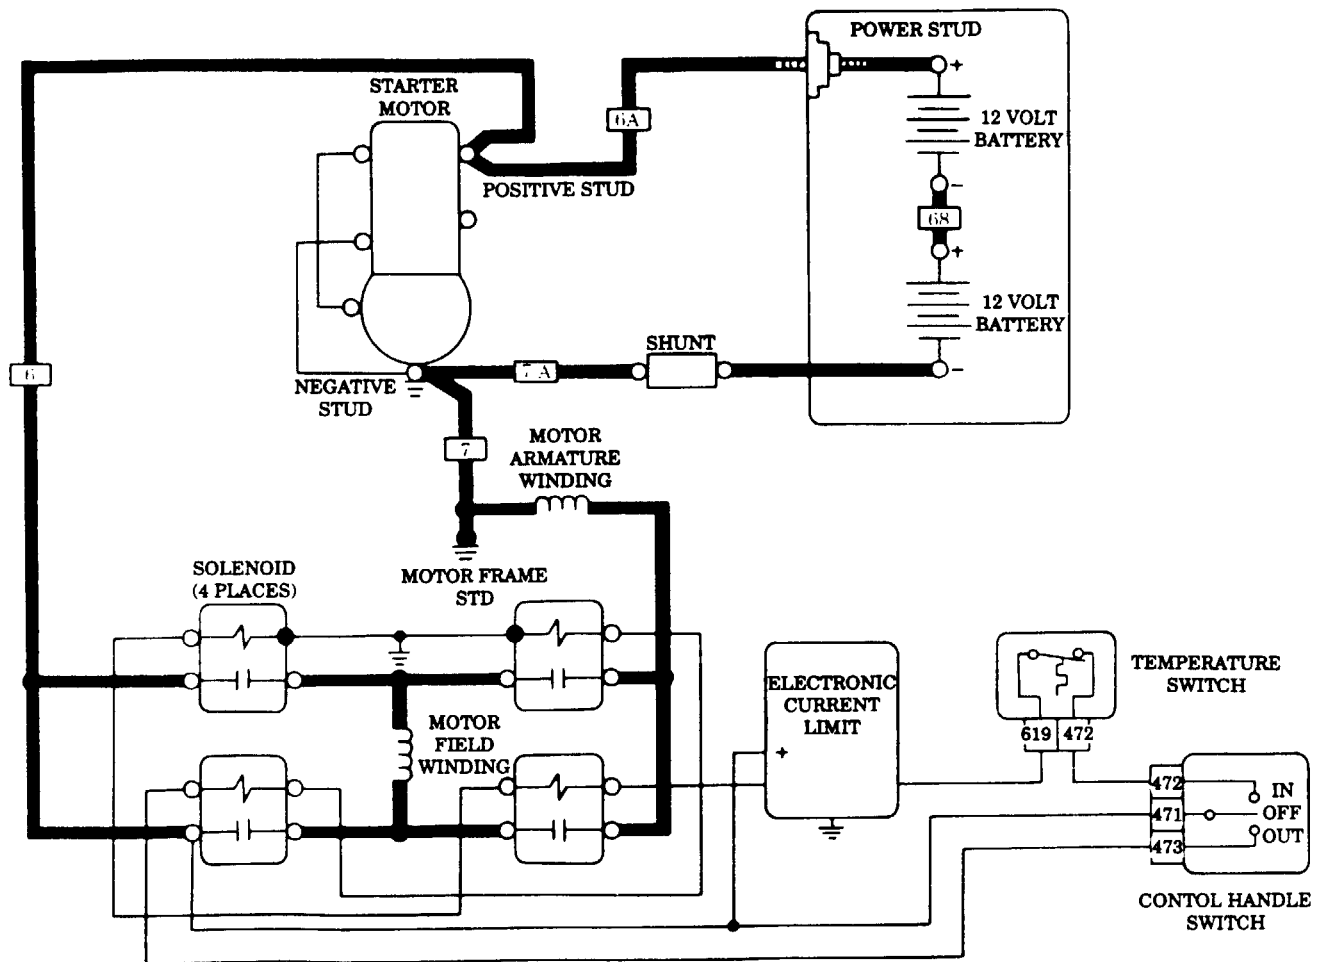 POWER STUD
STARTER
MOTOR
6A
+
12 VOLT
BATTERY
POSITIVE STUD
-
68
+
12 VOLT
BATTERY
SHUNT
6
NEGATIVE
STUD
7A
-
7
MOTOR
ARMATURE
WINDING
SOLENOID
(4 PLACES)
MOTOR FRAME
STD
ELECTRONIC
CURRENT
LIMIT
+
TEMPERATURE
SWITCH
619 472
MOTOR
FIELD
WINDING
472 IN
471 OFF
473 OUT
CONTOL HANDLE
SWITCH